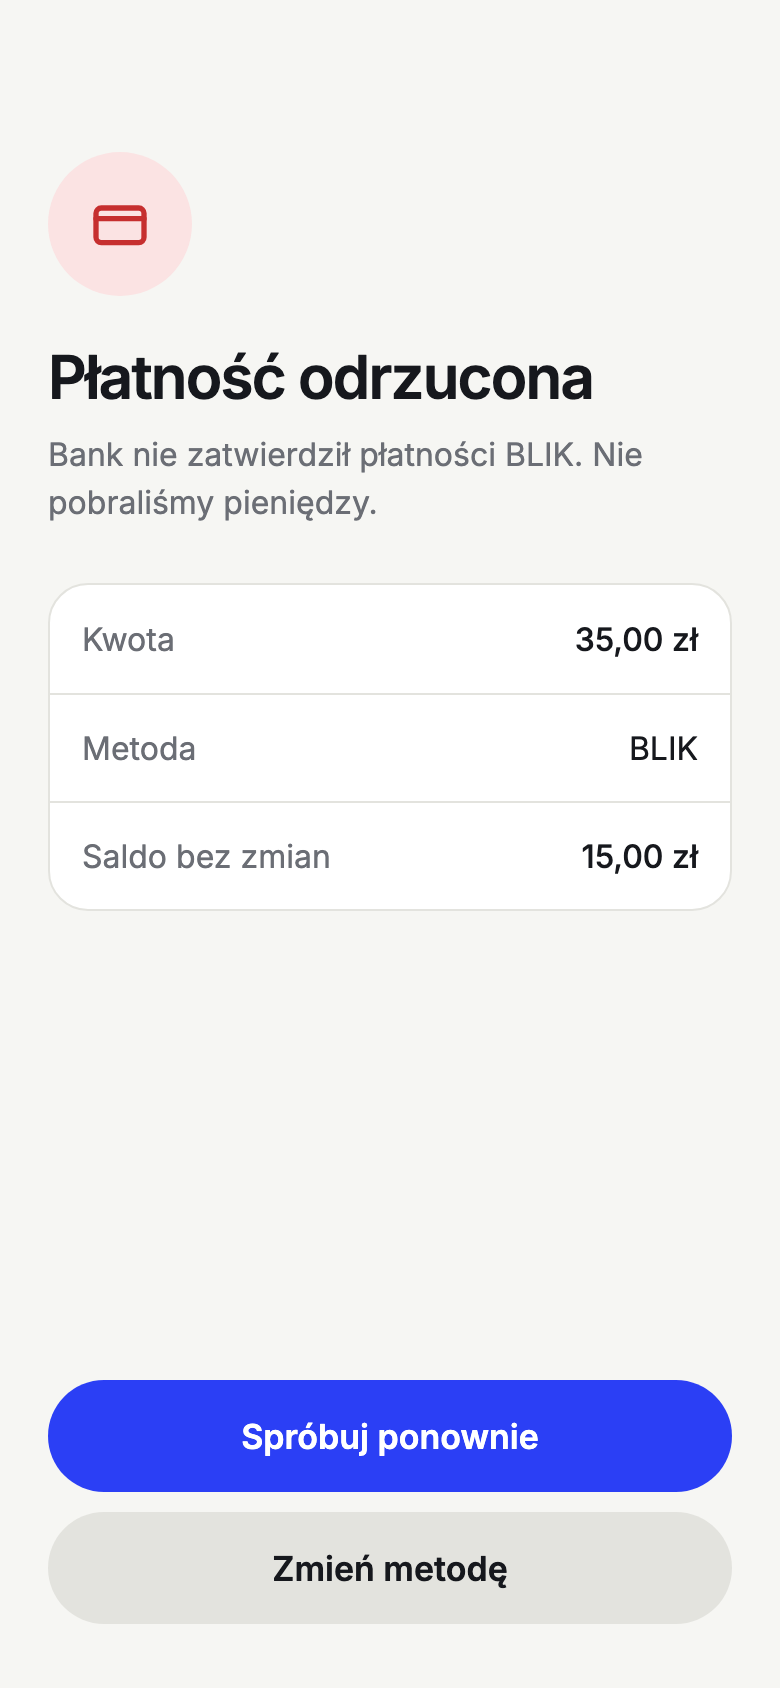 Płatność odrzucona
Bank nie zatwierdził płatności BLIK. Nie
pobraliśmy pieniędzy.
Kwota 35,00 zł
Metoda BLIK
Saldo bez zmian 15,00 zł
Spróbuj ponownie
Zmień metodę